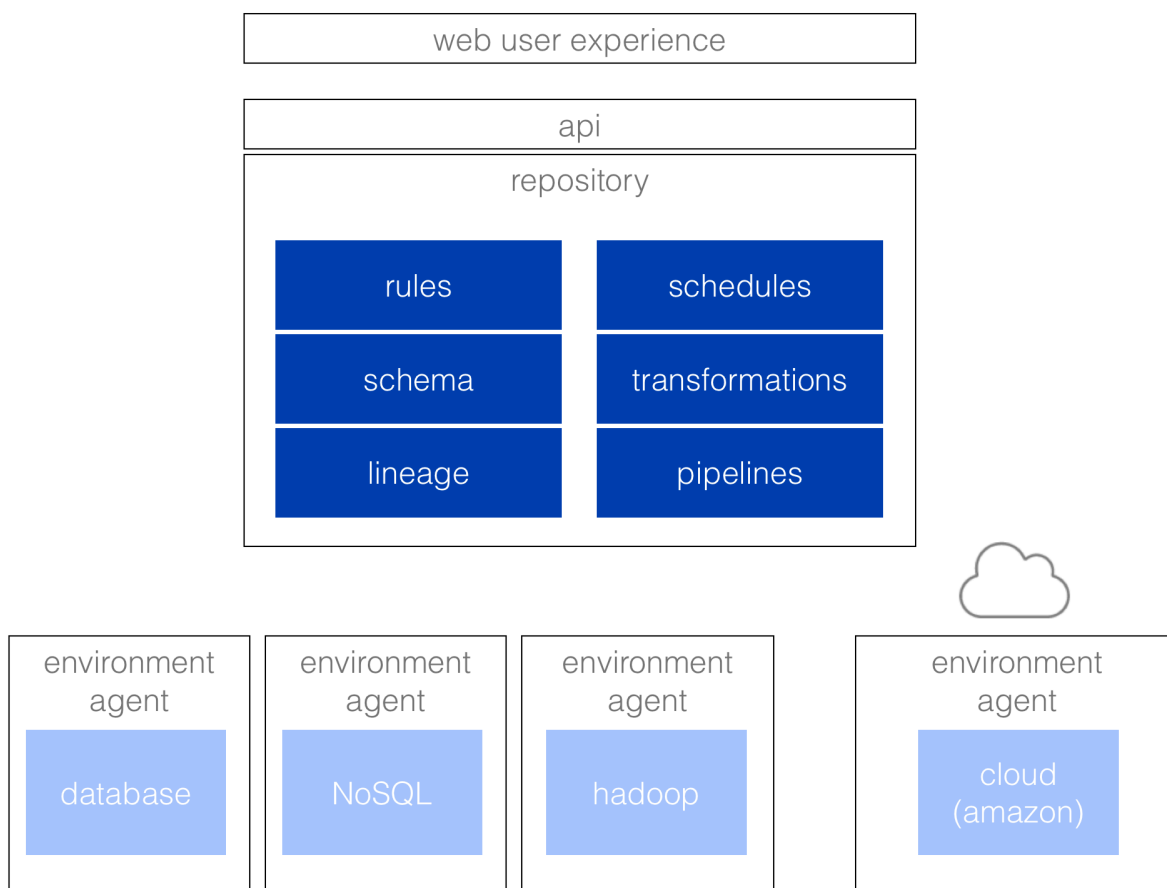 web user experience
api
repository
rules
schedules
schema
transformations
lineage
pipelines
environment
agent
database
environment
agent
NoSQL
environment
agent
hadoop
environment
agent
cloud
(amazon)